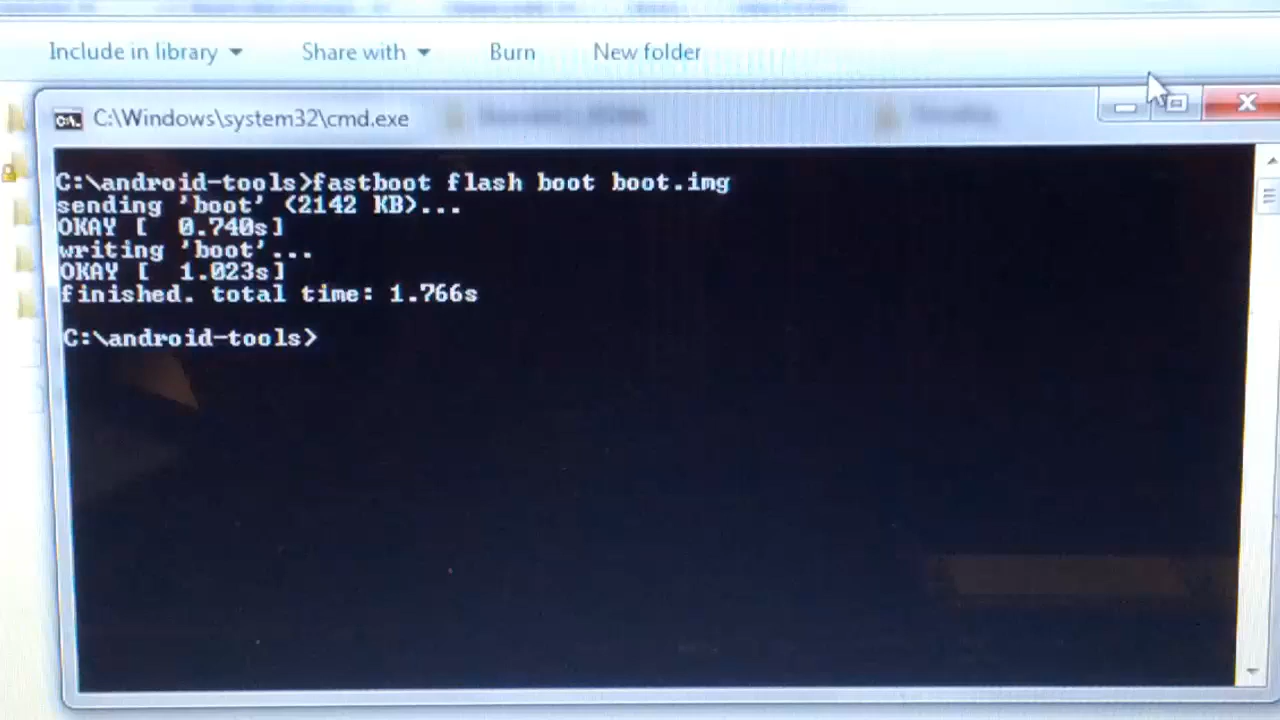 Include in library Share with Burn New folder
C:\Windows\system32\cmd.exe
C:\android-tools>fastboot flash boot boot.img
sending 'boot' (2142 KB)...
OKAY [  0.740s]
writing 'boot'...
OKAY [  1.023s]
finished. total time: 1.766s
C:\android-tools>